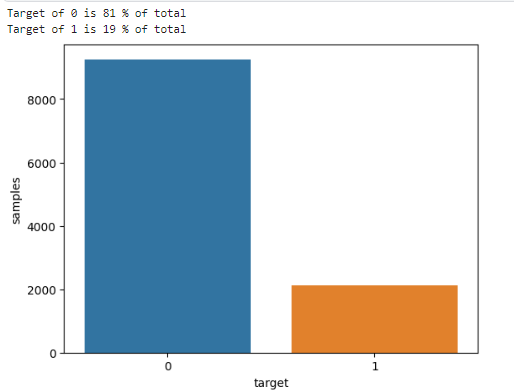 Target of 0 is 81 % of total
Target of 1 is 19 % of total
8000
6000
4000
2000
0
samples
0 1
target